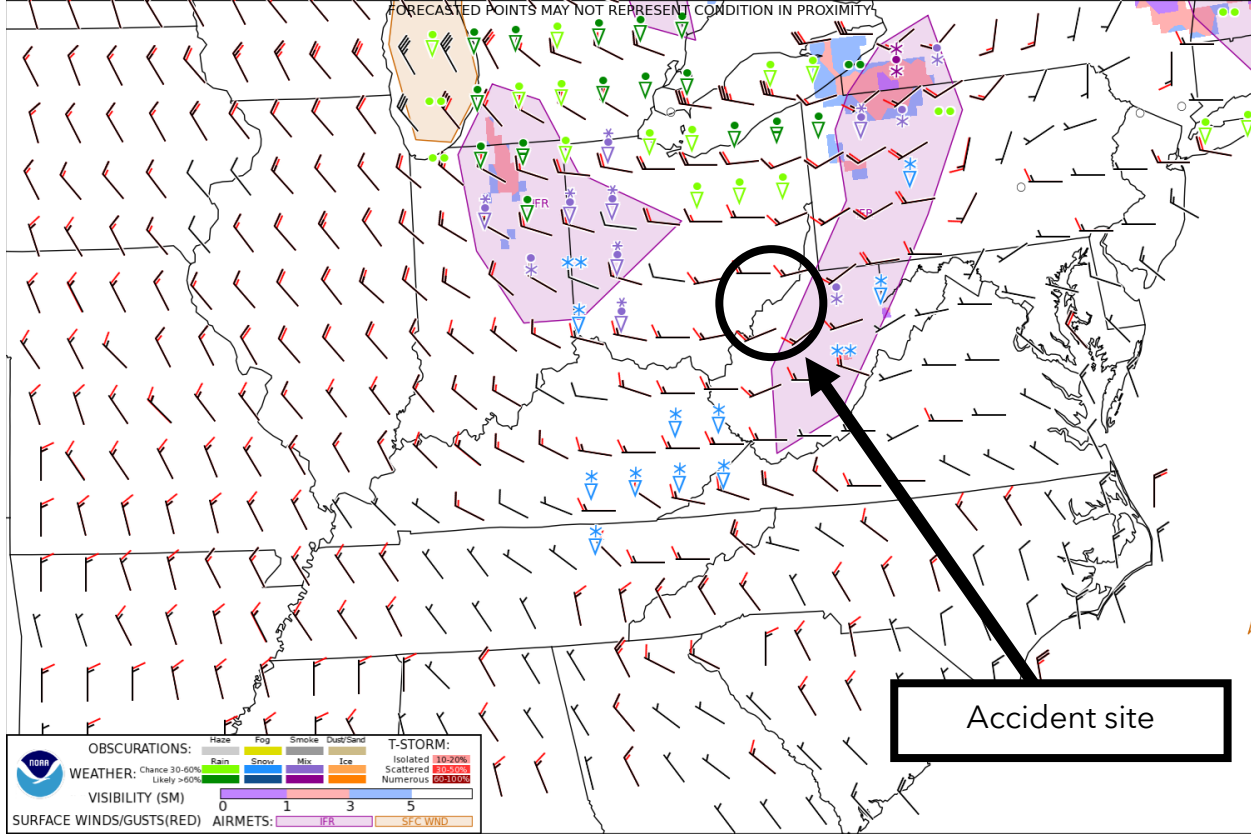 FORECASTED POINTS MAY NOT REPRESENT CONDITION IN PROXIMITY
IFR
IFR
Accident site
NOAA
OBSCURATIONS: Haze Fog Smoke Dust/Sand
WEATHER: Rain Snow Mix Ice
Chance 30-60%
Likely >60%
T-STORM:
Isolated 10-20%
Scattered 30-50%
Numerous 60-100%
VISIBILITY (SM)
0 1 3 5
SURFACE WINDS/GUSTS(RED) AIRMETS: IFR SFC WND